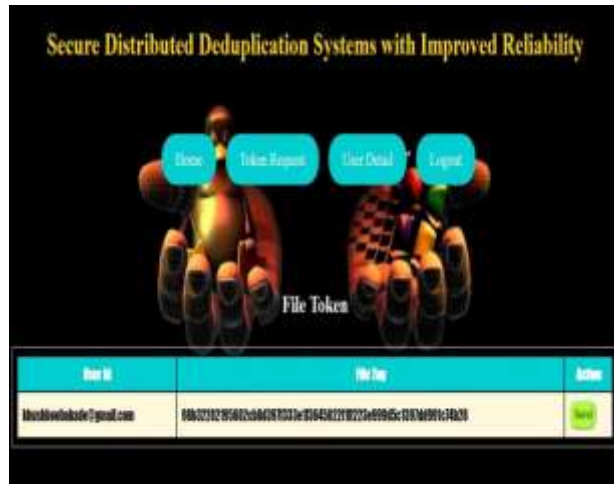 Secure Distributed Deduplication Systems with Improved Reliability
Home Token Request User Detail Logout
File Token
User Id File Tag Action
Send